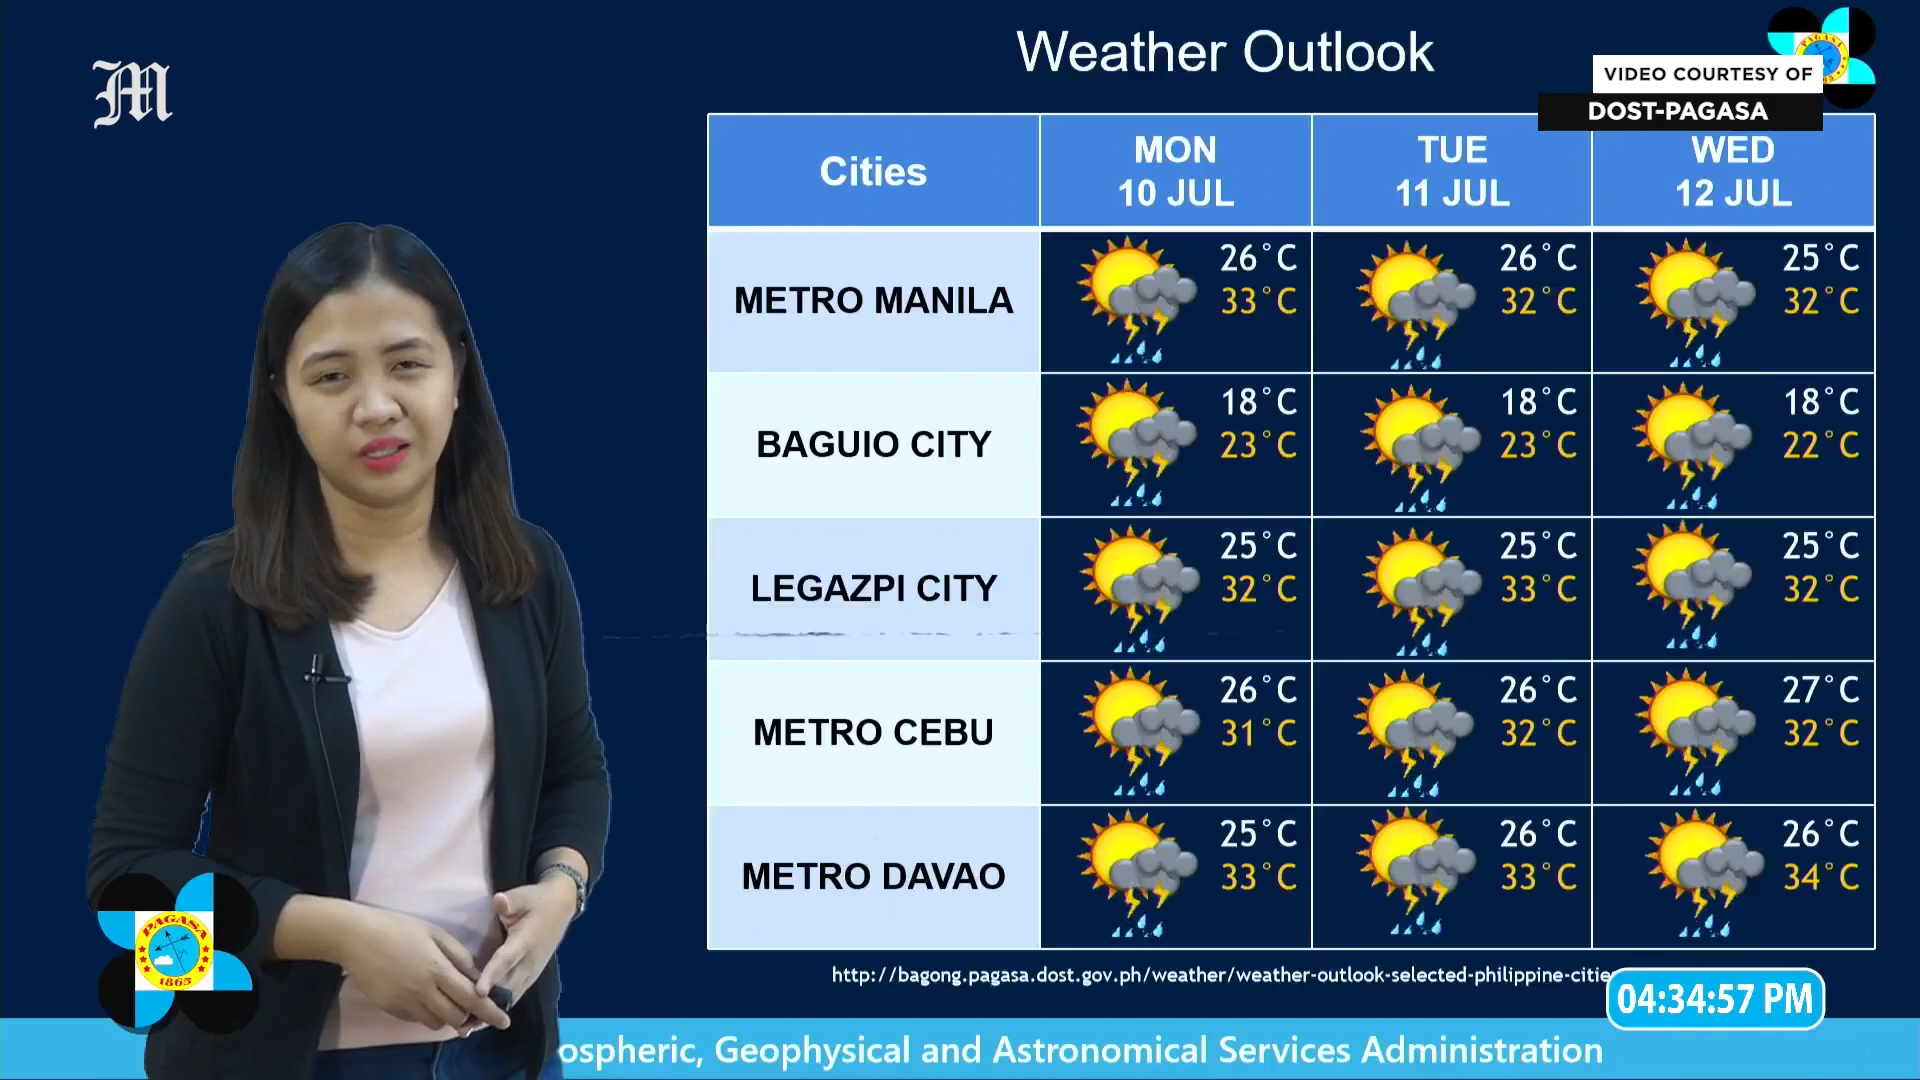 M
Weather Outlook
VIDEO COURTESY OF
DOST-PAGASA
Cities
MON
10 JUL
TUE
11 JUL
WED
12 JUL
METRO MANILA
26°C
33°C
26°C
32°C
25°C
32°C
BAGUIO CITY
18°C
23°C
18°C
23°C
18°C
22°C
LEGAZPI CITY
25°C
32°C
25°C
33°C
25°C
32°C
METRO CEBU
26°C
31°C
26°C
32°C
27°C
32°C
METRO DAVAO
25°C
33°C
26°C
33°C
26°C
34°C
PAGASA
1865
http://bagong.pagasa.dost.gov.ph/weather/weather-outlook-selected-philippine-citie
04:34:57 PM
ospheric, Geophysical and Astronomical Services Administration